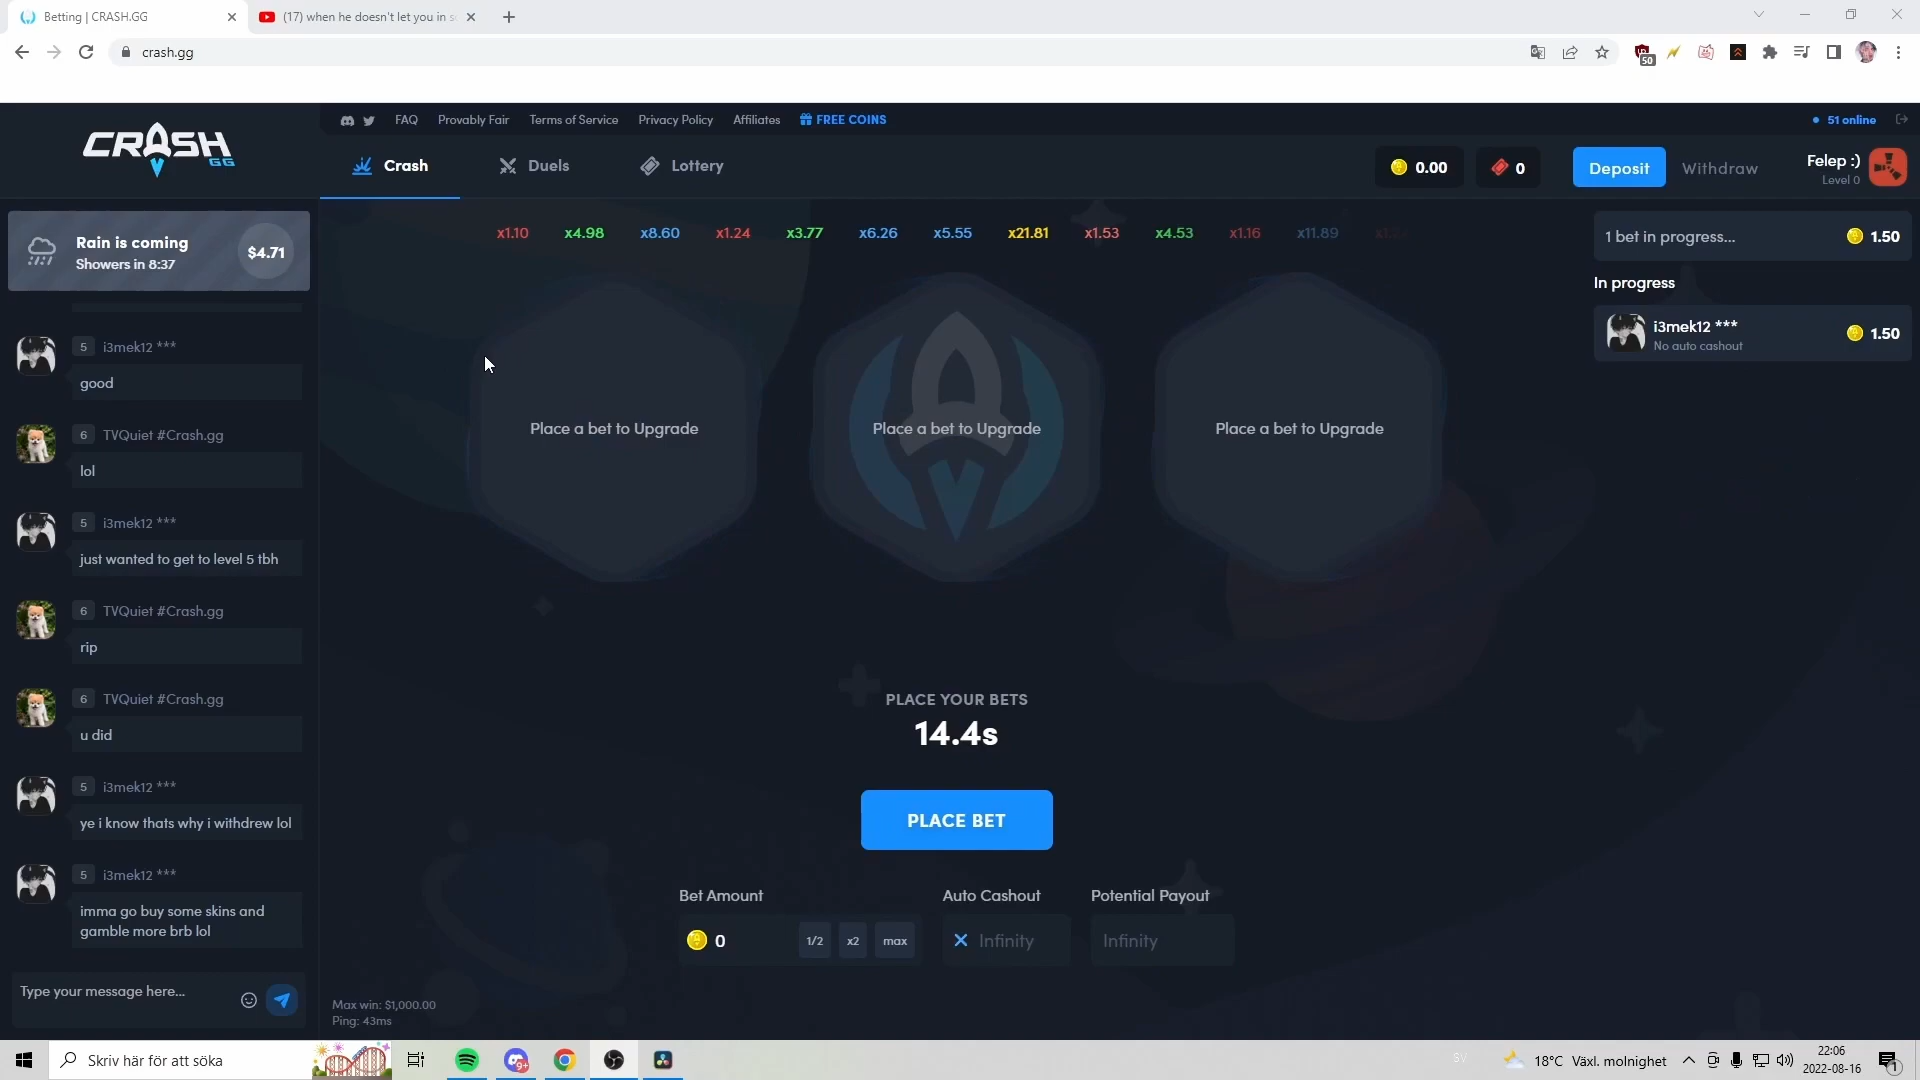 Betting | CRASH.GG
(17) when he doesn't let you in s
crash.gg
50
CRASH GG
FAQ
Provably Fair
Terms of Service
Privacy Policy
Affiliates
FREE COINS
51 online
Crash
Duels
Lottery
0.00
0
Deposit
Withdraw
Felep :)
Level 0
Rain is coming
Showers in 8:37
$4.71
x1.10 x4.98 x8.60 x1.24 x3.77 x6.26 x5.55 x21.81 x1.53 x4.53 x1.16 x11.89
1 bet in progress...
1.50
In progress
i3mek12 ***
No auto cashout
1.50
5 i3mek12 ***
good
6 TVQuiet #Crash.gg
lol
5 i3mek12 ***
just wanted to get to level 5 tbh
6 TVQuiet #Crash.gg
rip
6 TVQuiet #Crash.gg
u did
5 i3mek12 ***
ye i know thats why i withdrew lol
5 i3mek12 ***
imma go buy some skins and
gamble more brb lol
Type your message here...
Place a bet to Upgrade
Place a bet to Upgrade
Place a bet to Upgrade
PLACE YOUR BETS
14.4s
PLACE BET
Bet Amount
Auto Cashout
Potential Payout
0
1/2
x2
max
Infinity
Infinity
Max win: $1,000.00
Ping: 43ms
Skriv här för att söka
9+
SV
18°C Växl. molnighet
22:06
2022-08-16
1